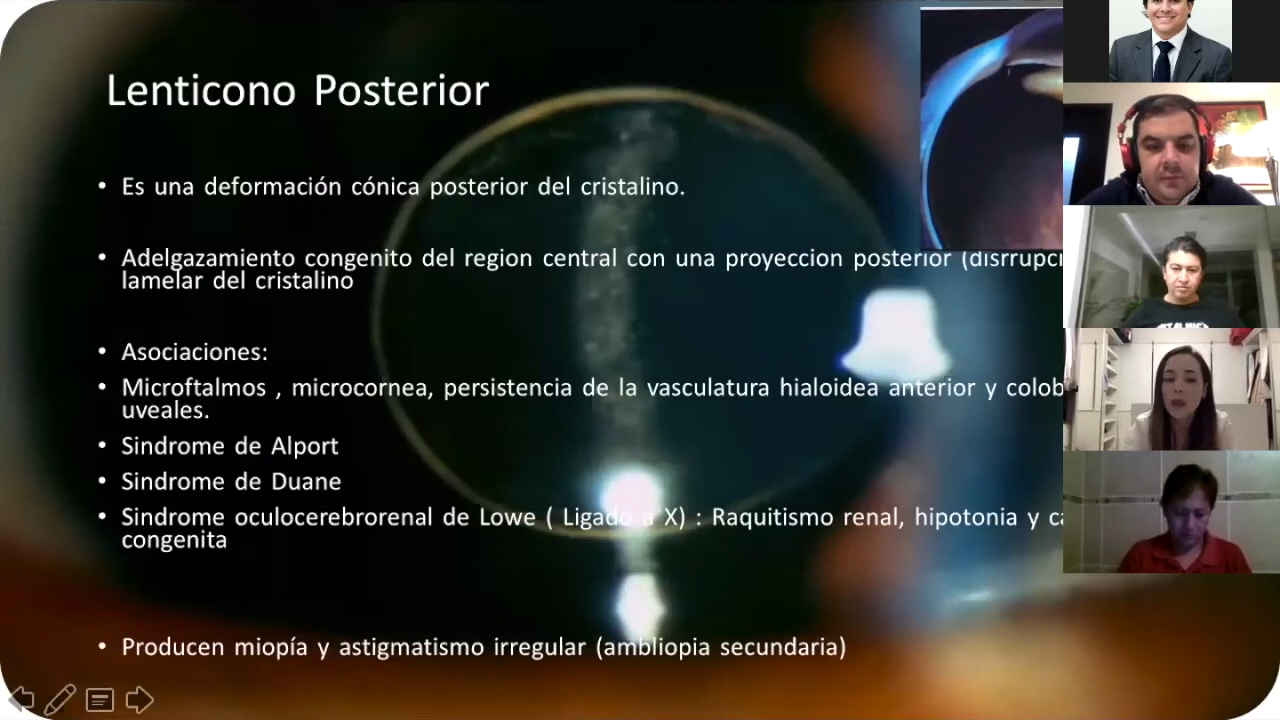 Lenticono Posterior
• Es una deformación cónica posterior del cristalino.
• Adelgazamiento congenito del region central con una proyeccion posterior
lamelar del cristalino
• Asociaciones:
• Microftalmos , microcornea, persistencia de la vasculatura hialoidea anterior y
uveales.
• Sindrome de Alport
• Sindrome de Duane
• Sindrome oculocerebrorenal de Lowe ( Ligado a X) : Raquitismo renal, hipotonia y
congenita
• Producen miopía y astigmatismo irregular (ambliopia secundaria)